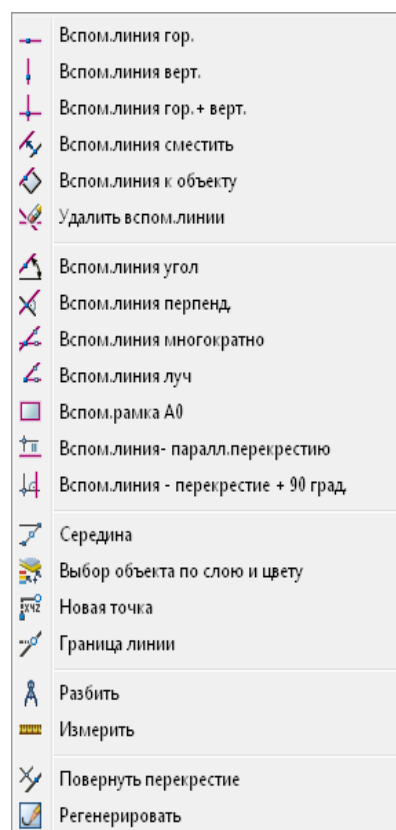 Вспом.линия гор.
Вспом.линия верт.
Вспом.линия гор.+ верт.
Вспом.линия сместить
Вспом.линия к объекту
Удалить вспом.линии
Вспом.линия угол
Вспом.линия перпенд.
Вспом.линия многократно
Вспом.линия луч
Вспом.рамка A0
Вспом.линия- паралл.перекрестию
Вспом.линия - перекрестие + 90 град.
Середина
Выбор объекта по слою и цвету
Новая точка
Граница линии
Разбить
Измерить
Повернуть перекрестие
Регенерировать